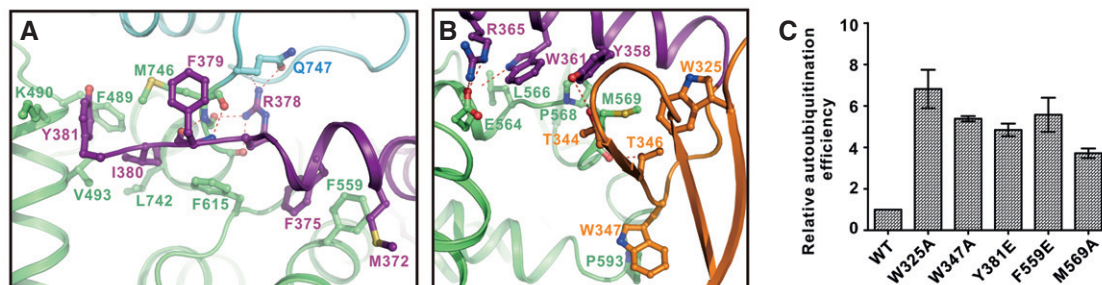 A
M746
F379
Q747
K490
F489
R378
Y381
I380
V493
L742
F615
F375
F559
M372
B
R365
W361
Y358
W325
L566
M569
P568
E564
T344
T346
W347
P593
C
Relative autoubiquitination
efficiency
10
8
6
4
2
0
WT
W325A
W347A
Y381E
F559E
M569A